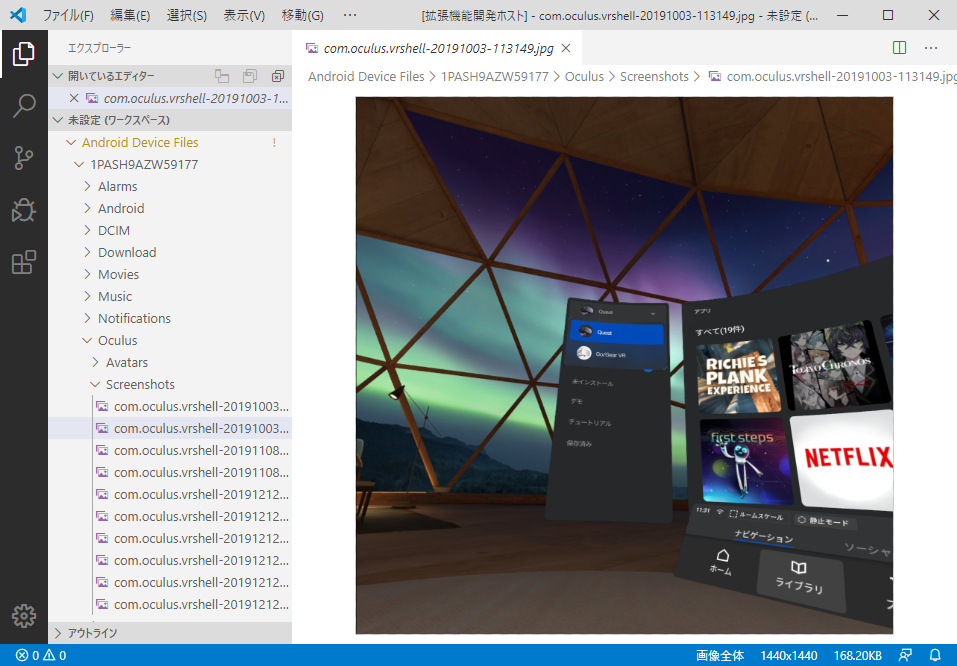 ファイル(F) 編集(E) 選択(S) 表示(V) 移動(G) ··· [拡張機能開発ホスト] - com.oculus.vrshell-20191003-113149.jpg - 未設定 (...
エクスプローラー
開いているエディター
com.oculus.vrshell-20191003-1...
未設定 (ワークスペース)
Android Device Files !
1PASH9AZW59177
Alarms
Android
DCIM
Download
Movies
Music
Notifications
Oculus
Avatars
Screenshots
com.oculus.vrshell-20191003...
com.oculus.vrshell-20191003...
com.oculus.vrshell-20191108...
com.oculus.vrshell-20191108...
com.oculus.vrshell-20191212...
com.oculus.vrshell-20191212...
com.oculus.vrshell-20191212...
com.oculus.vrshell-20191212...
com.oculus.vrshell-20191212...
com.oculus.vrshell-20191212...
アウトライン
com.oculus.vrshell-20191003-113149.jpg
Android Device Files > 1PASH9AZW59177 > Oculus > Screenshots > com.oculus.vrshell-20191003-113149.jpg
Quest
Quest
Go/Gear VR
未インストール
デモ
チュートリアル
保存済み
アプリ
すべて(19件)
RICHIE'S
PLANK
EXPERIENCE
TOKYO CHRONOS
first steps
NETFLIX
11:31 ルームスケール 静止モード
ナビゲーション ソーシャ
ホーム
ライブラリ
0 0 画像全体 1440x1440 168.20KB